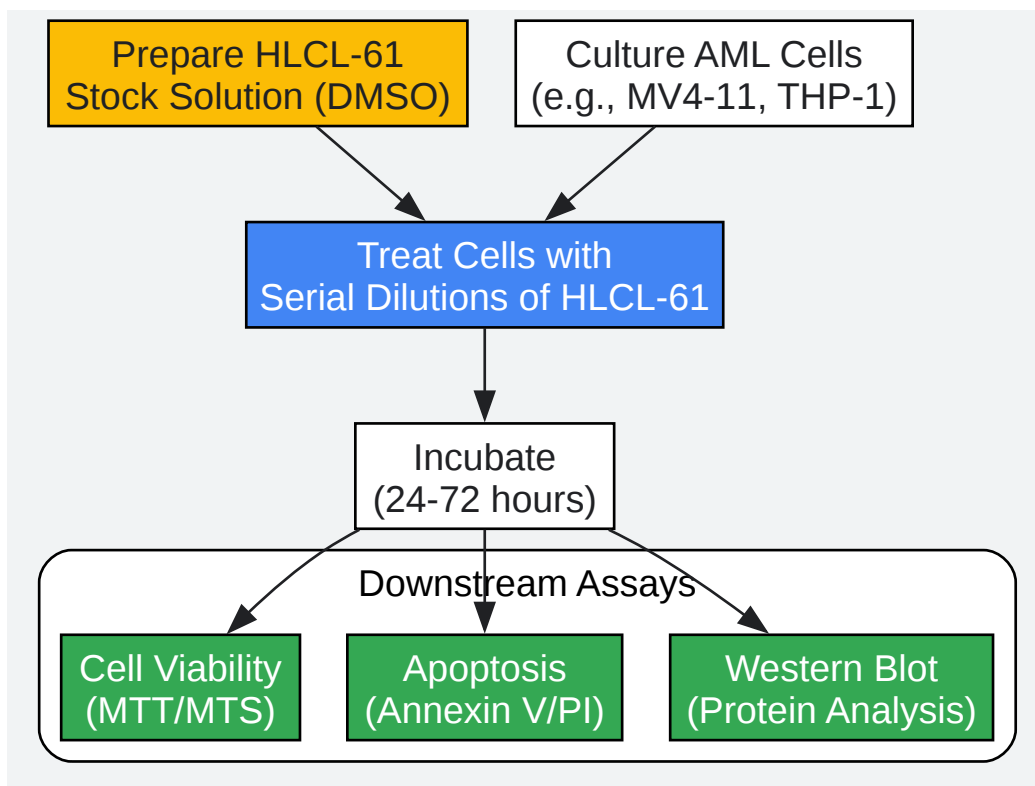 Prepare HLCL-61
Stock Solution (DMSO)
Culture AML Cells
(e.g., MV4-11, THP-1)
Treat Cells with
Serial Dilutions of HLCL-61
Incubate
(24-72 hours)
Downstream Assays
Cell Viability
(MTT/MTS)
Apoptosis
(Annexin V/PI)
Western Blot
(Protein Analysis)